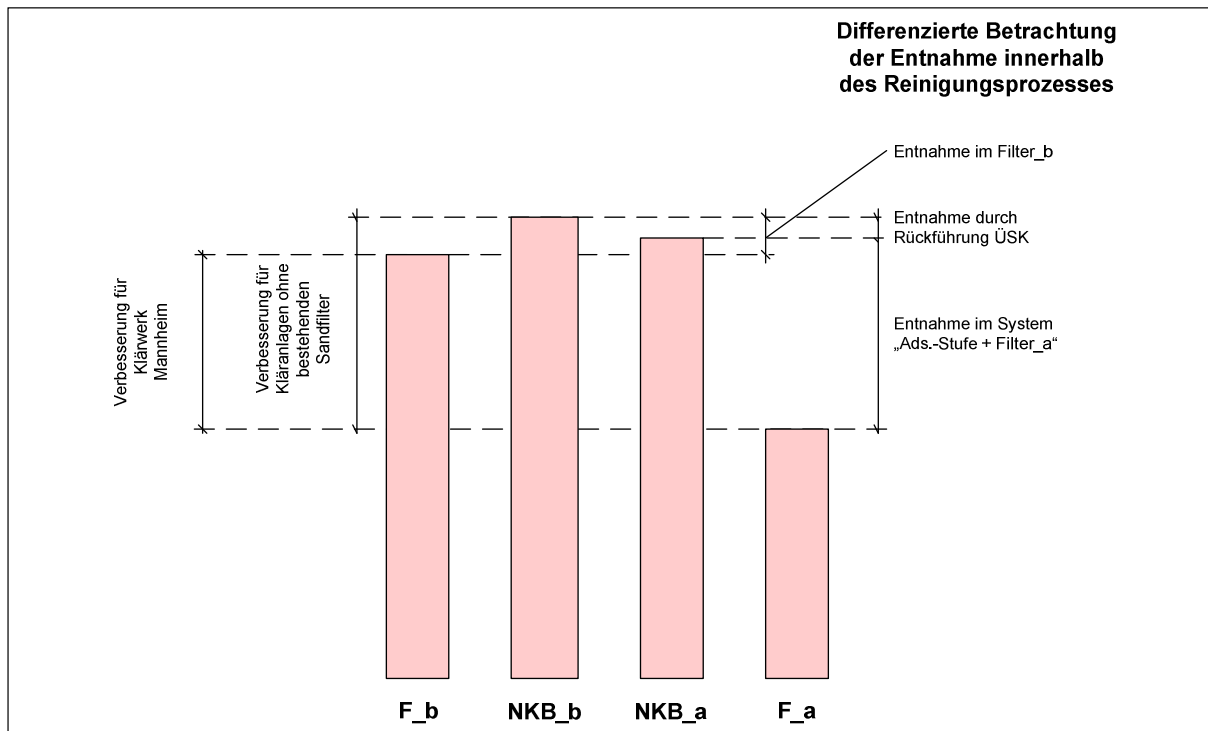 Differenzierte Betrachtung
der Entnahme innerhalb
des Reinigungsprozesses
Entnahme im Filter_b
Entnahme durch
Rückführung ÜSK
Entnahme im System
„Ads.-Stufe + Filter_a“
Verbesserung für
Klärwerk
Mannheim
Verbesserung für
Kläranlagen ohne
bestehenden
Sandfilter
F_b
NKB_b
NKB_a
F_a